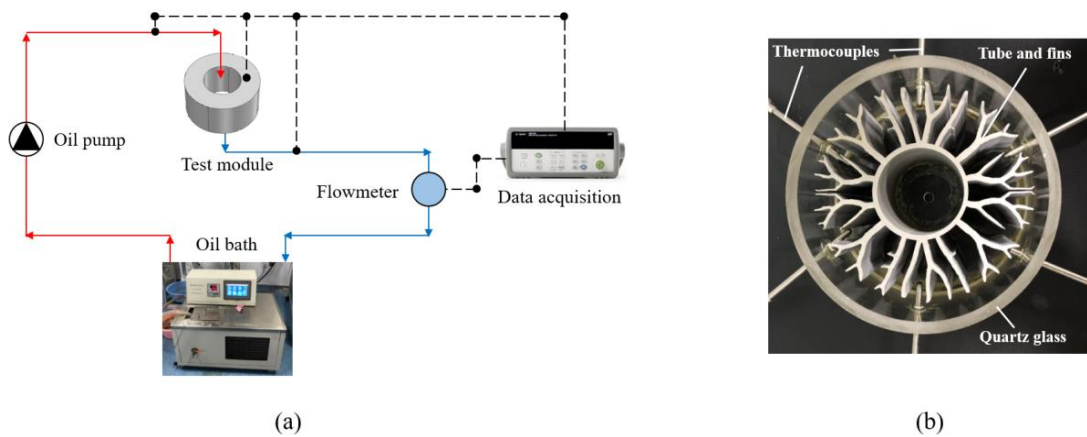 Oil pump
Test module
Flowmeter
Data acquisition
Oil bath
(a)
Thermocouples
Tube and fins
Quartz glass
(b)